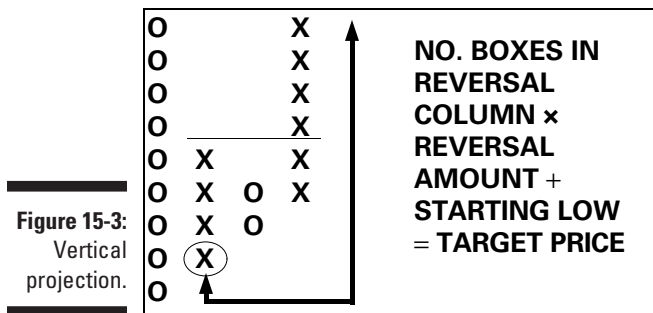 O X
O X
O X
O X
O X X
O X O X
O X O
O X
O
NO. BOXES IN
REVERSAL
COLUMN ×
REVERSAL
AMOUNT +
STARTING LOW
= TARGET PRICE
Figure 15-3:
Vertical
projection.